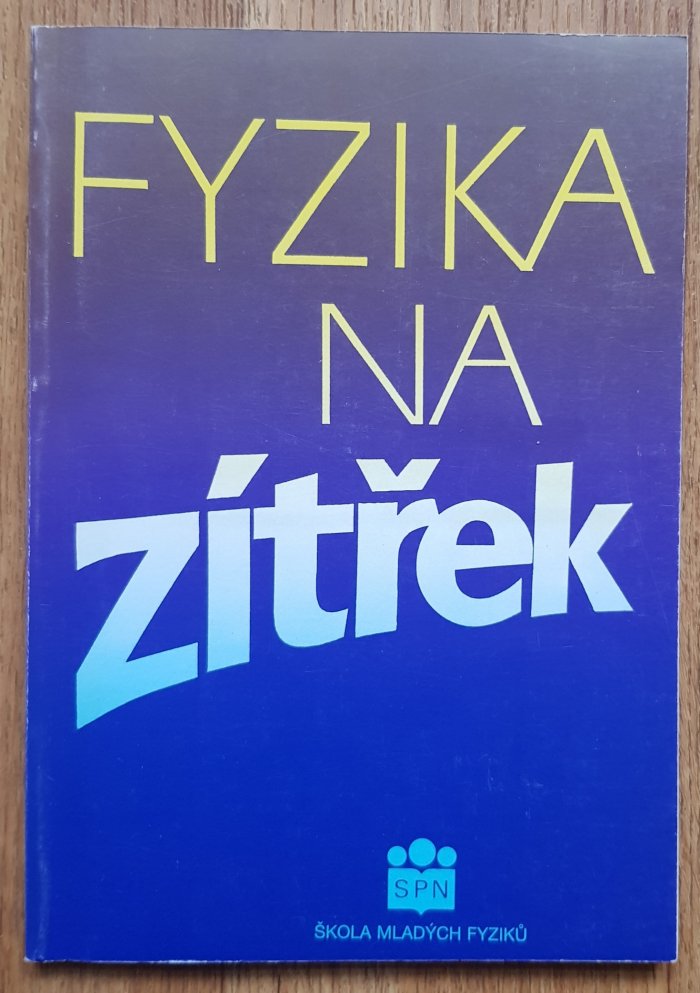 FYZIKA
NA
zítřek
SPN
ŠKOLA MLADÝCH FYZIKŮ